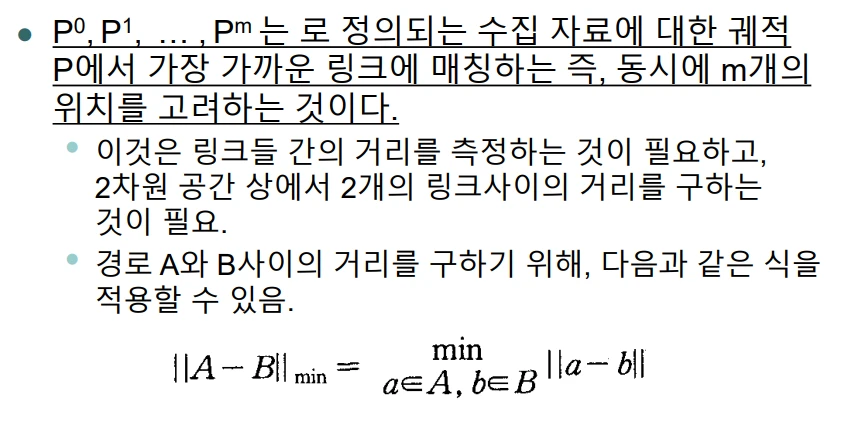 P⁰, P¹, … , Pᵐ 는 로 정의되는 수집 자료에 대한 궤적
P에서 가장 가까운 링크에 매칭하는 즉, 동시에 m개의
위치를 고려하는 것이다.
이것은 링크들 간의 거리를 측정하는 것이 필요하고,
2차원 공간 상에서 2개의 링크사이의 거리를 구하는
것이 필요.
경로 A와 B사이의 거리를 구하기 위해, 다음과 같은 식을
적용할 수 있음.
||A − B|| min = min a∈A, b∈B ||a − b||